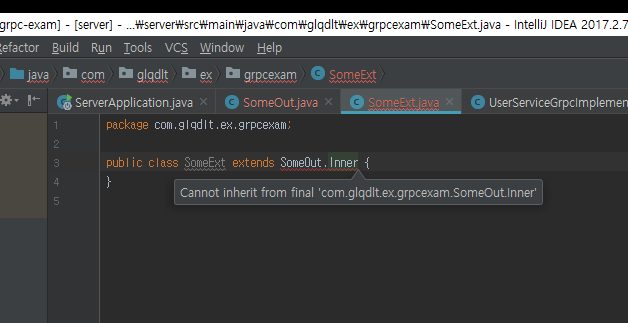 grpc-exam] - [server] - ...₩server₩src₩main₩java₩com₩glqdlt₩ex₩grpcexam₩SomeExt.java - IntelliJ IDEA 2017.2.7
Refactor Build Run Tools VCS Window Help
java com glqdlt ex grpcexam SomeExt
ServerApplication.java SomeOut.java SomeExt.java UserServiceGrpcImplemen
1 package com.glqdlt.ex.grpcexam;
2
3 public class SomeExt extends SomeOut.Inner {
4 }
Cannot inherit from final 'com.glqdlt.ex.grpcexam.SomeOut.Inner'
5